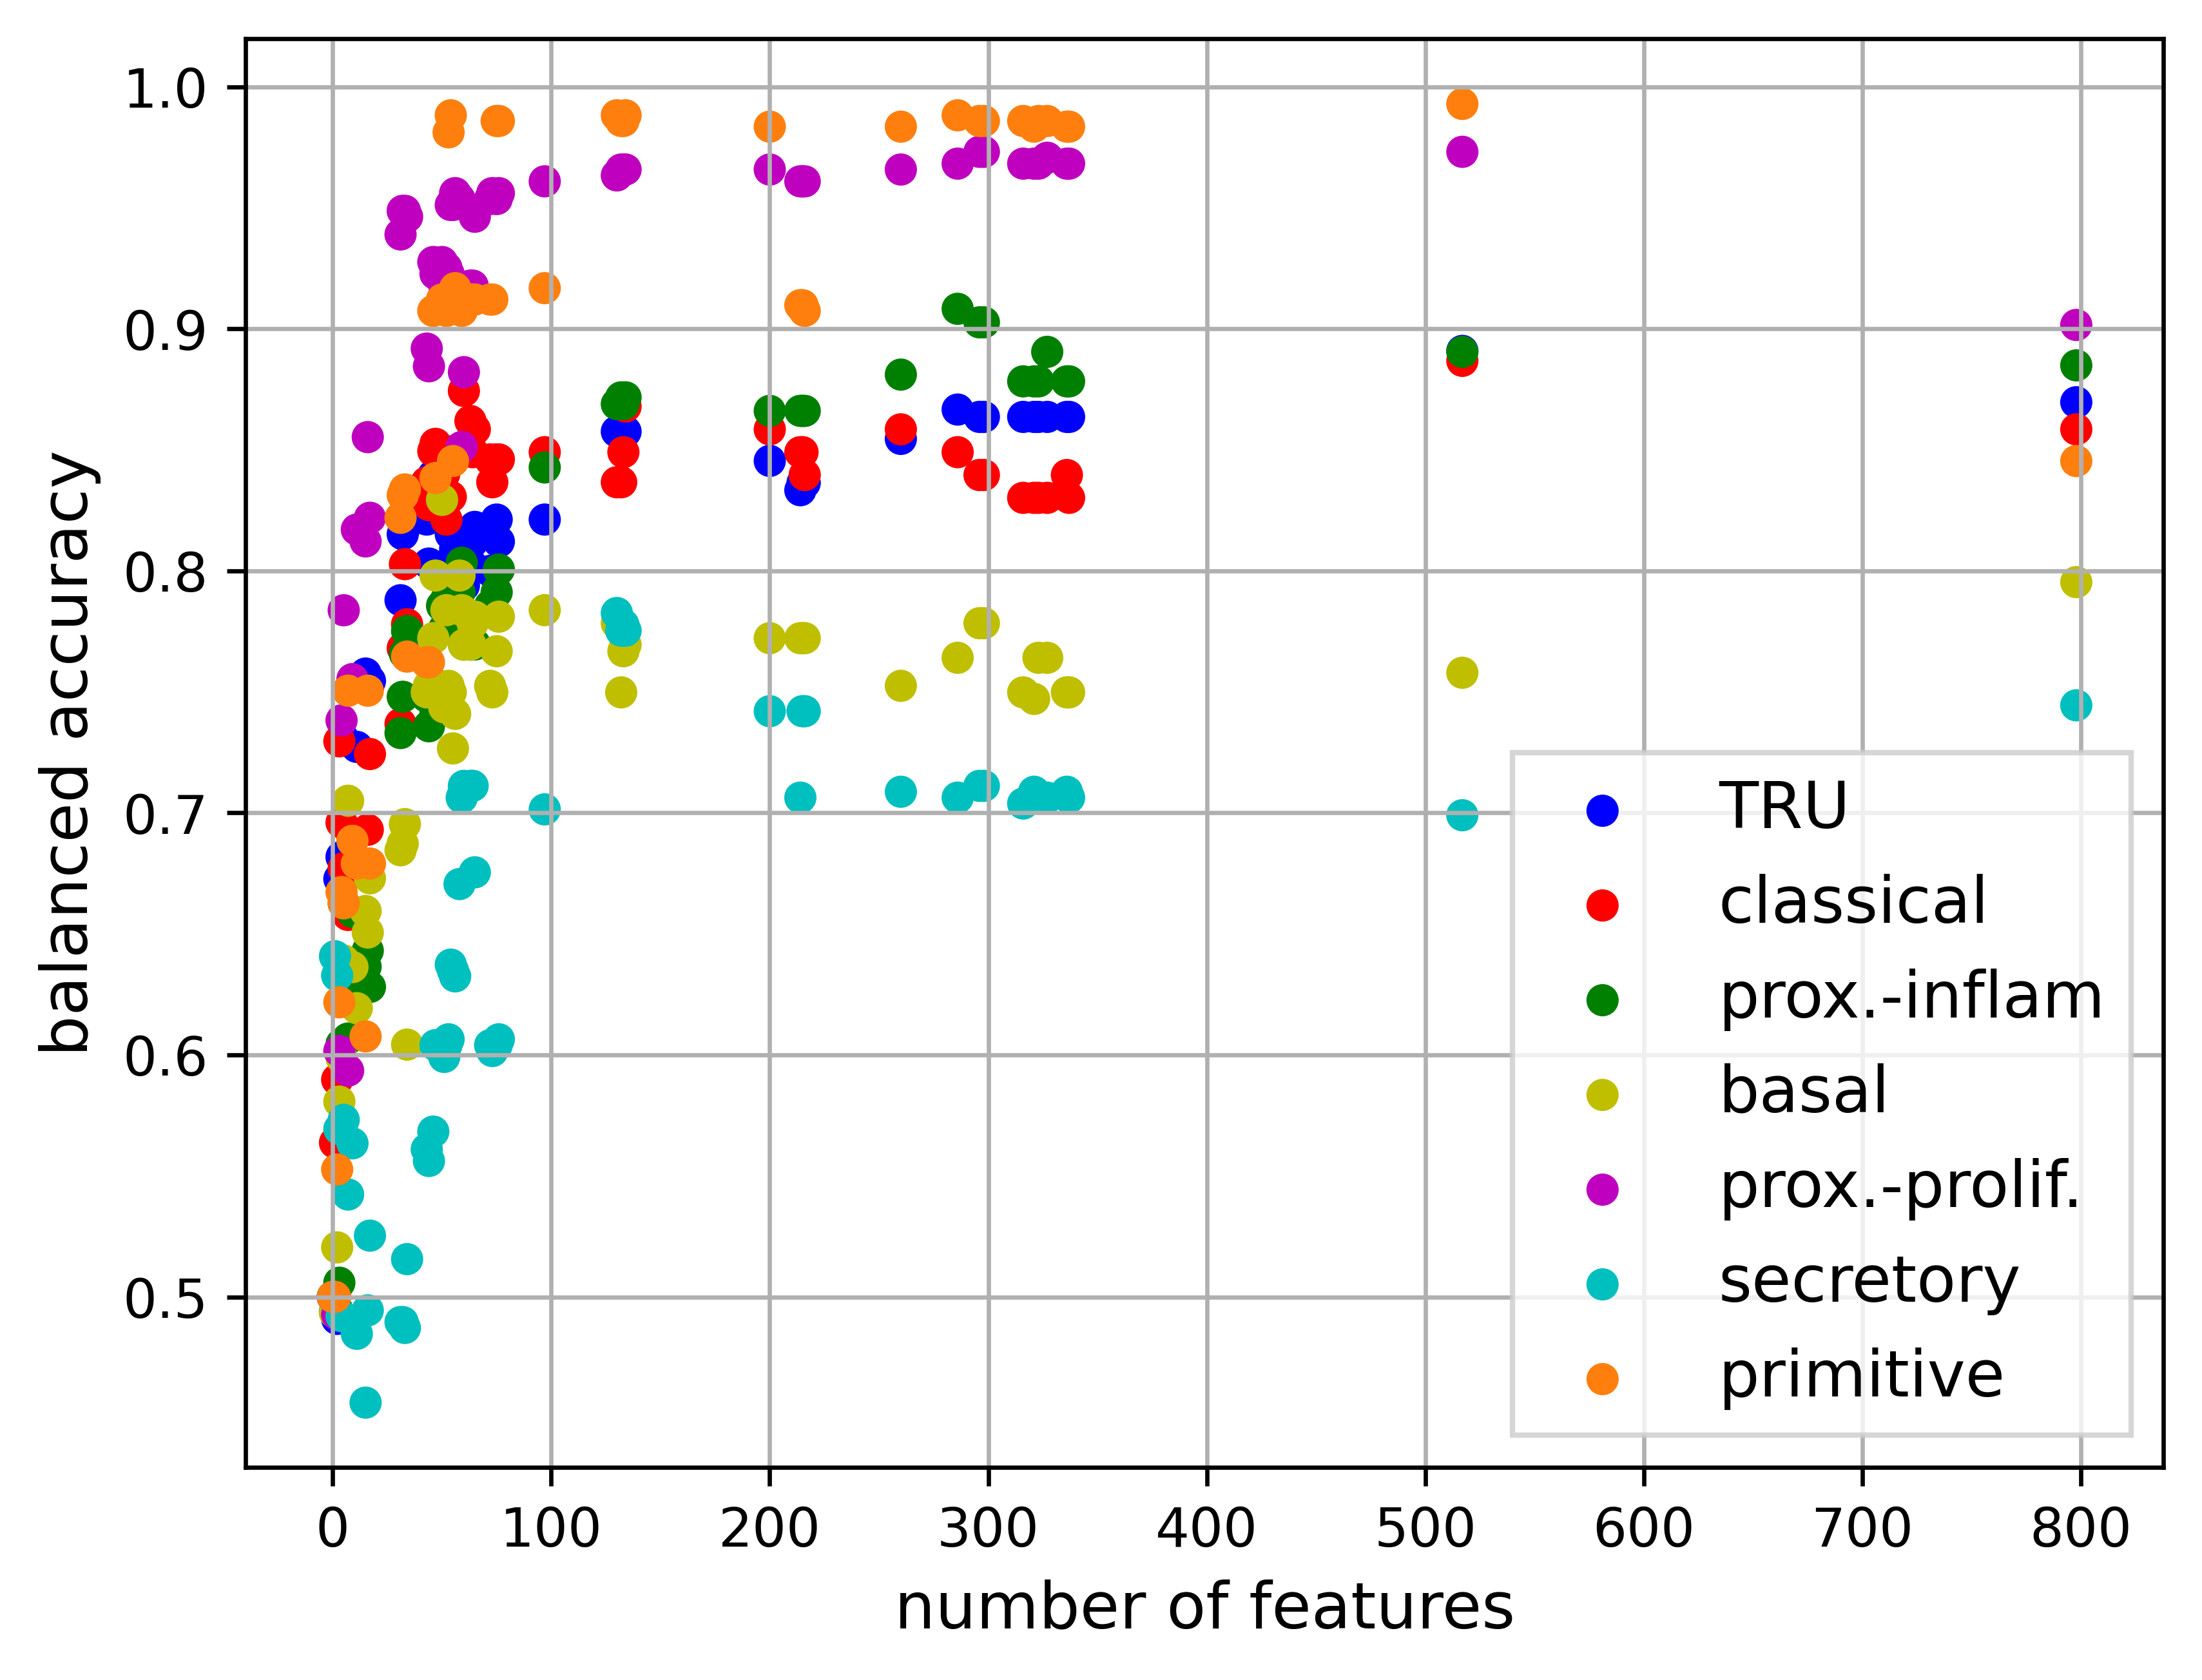 balanced accuracy
1.0
0.9
0.8
0.7
0.6
0.5
TRU
classical
prox.-inflam
basal
prox.-prolif.
secretory
primitive
0 100 200 300 400 500 600 700 800
number of features